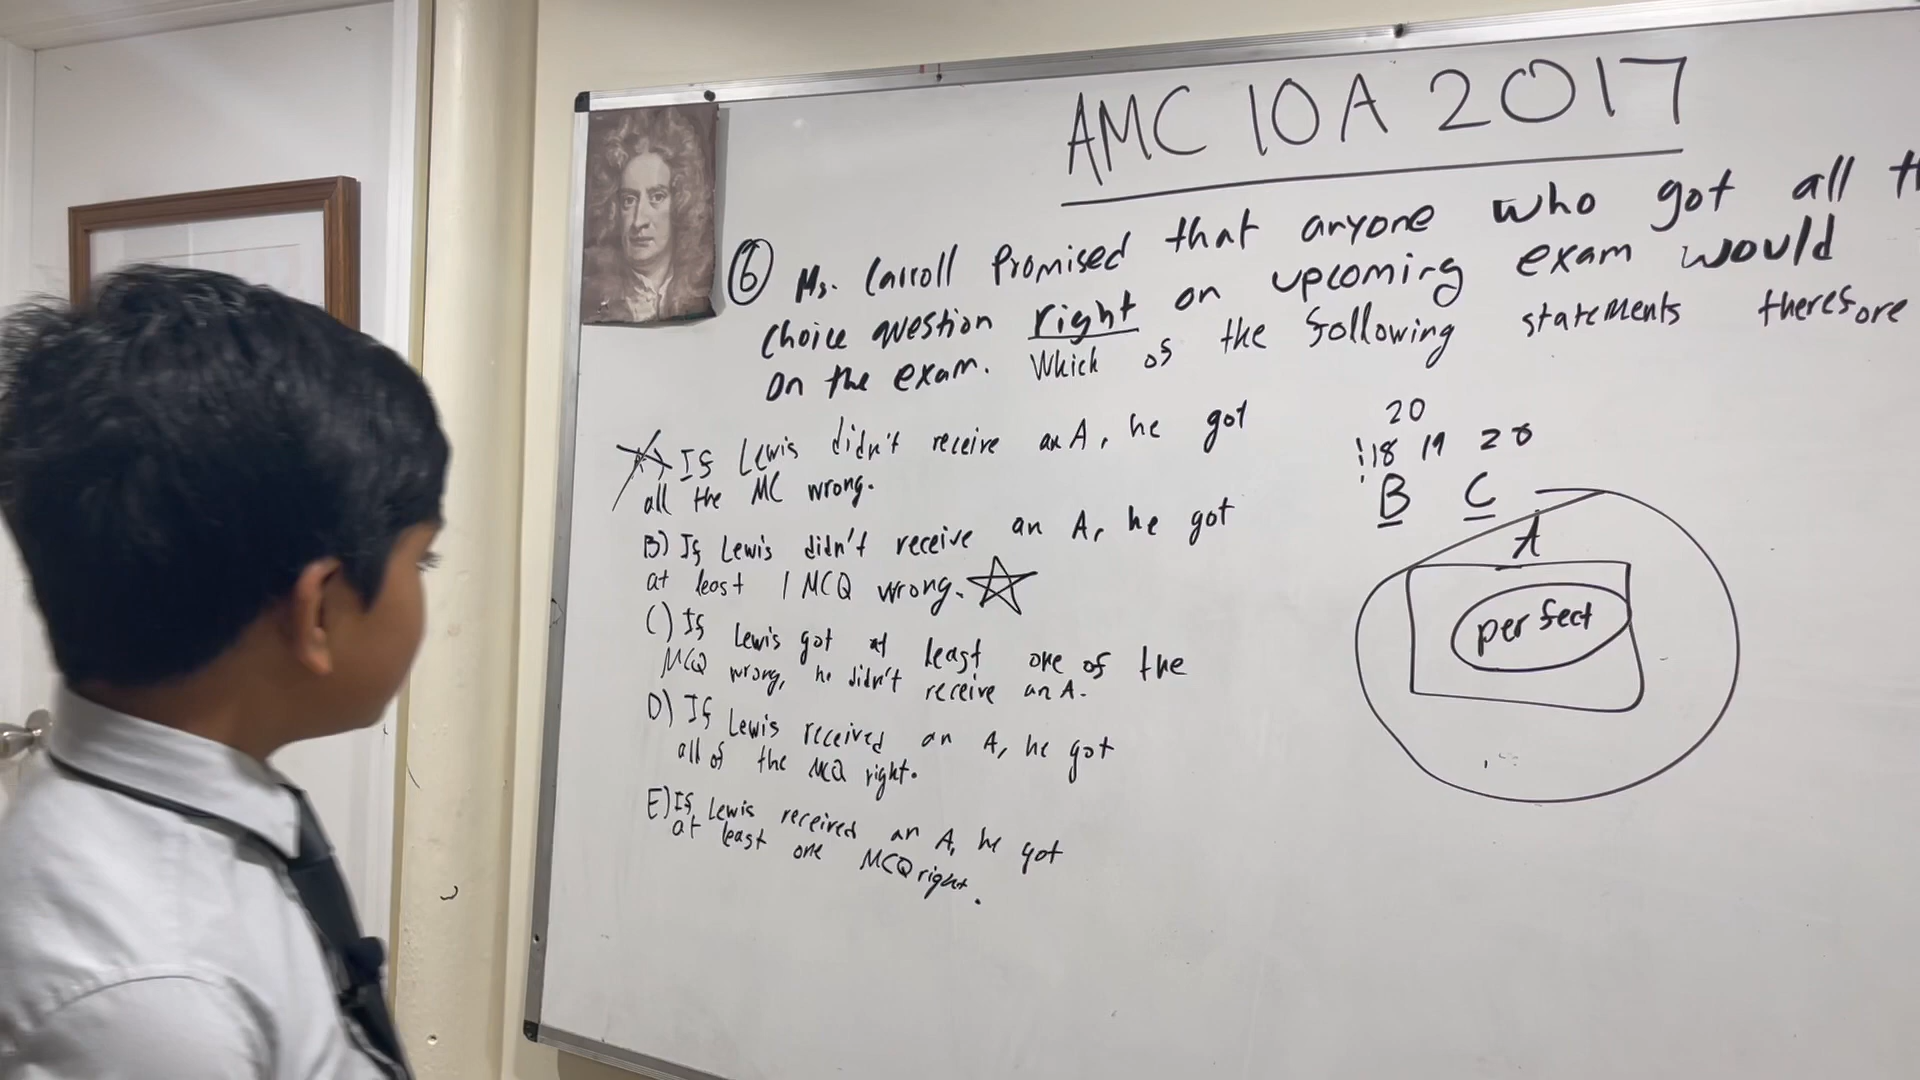 AMC 10A 2017
6 Ms. Carroll Promised that anyone who got all th
choice question right on upcoming exam would
on the exam. Which of the following statements therefore
A) If Lewis didn't receive an A, he got
all the MC wrong.
B) If Lewis didn't receive an A, he got
at least 1 MCQ wrong.
C) If Lewis got at least one of the
MCQ wrong, he didn't receive an A.
D) If Lewis received an A, he got
all of the MCQ right.
E) If Lewis received an A, he got
at least one MCQ right.
20
18 19 20
B C
A
perfect